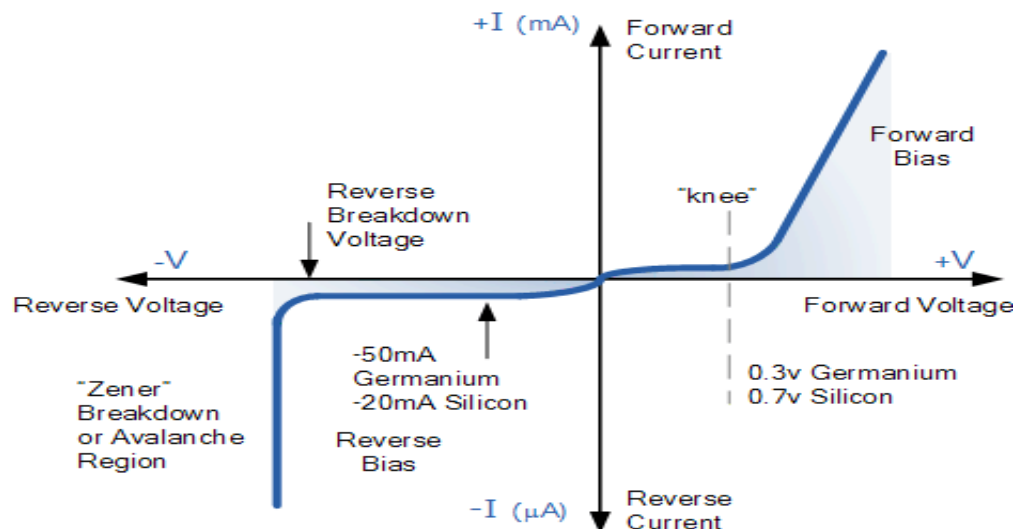 +I (mA)
Forward
Current
Forward
Bias
"knee"
Reverse
Breakdown
Voltage
-V
+V
Reverse Voltage
Forward Voltage
-50mA
Germanium
-20mA Silicon
0.3v Germanium
0.7v Silicon
"Zener"
Breakdown
or Avalanche
Region
Reverse
Bias
-I (μA)
Reverse
Current